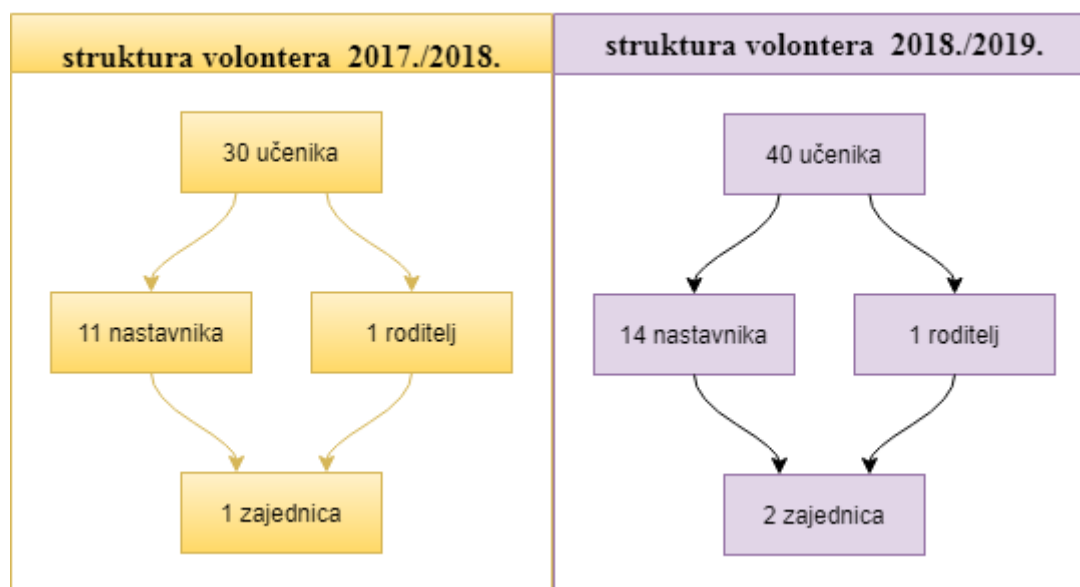 struktura volontera 2017./2018.
30 učenika
11 nastavnika
1 roditelj
1 zajednica
struktura volontera 2018./2019.
40 učenika
14 nastavnika
1 roditelj
2 zajednica